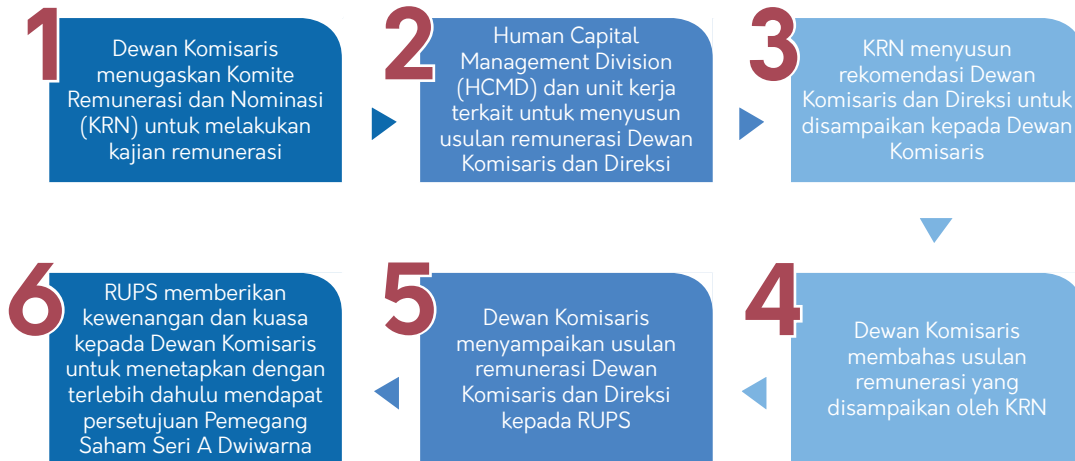 1
Dewan Komisaris
menugaskan Komite
Remunerasi dan Nominasi
(KRN) untuk melakukan
kajian remunerasi
2
Human Capital
Management Division
(HCMD) dan unit kerja
terkait untuk menyusun
usulan remunerasi Dewan
Komisaris dan Direksi
3
KRN menyusun
rekomendasi Dewan
Komisaris dan Direksi untuk
disampaikan kepada Dewan
Komisaris
4
Dewan Komisaris
membahas usulan
remunerasi yang
disampaikan oleh KRN
5
Dewan Komisaris
menyampaikan usulan
remunerasi Dewan
Komisaris dan Direksi
kepada RUPS
6
RUPS memberikan
kewenangan dan kuasa
kepada Dewan Komisaris
untuk menetapkan dengan
terlebih dahulu mendapat
persetujuan Pemegang
Saham Seri A Dwiwarna